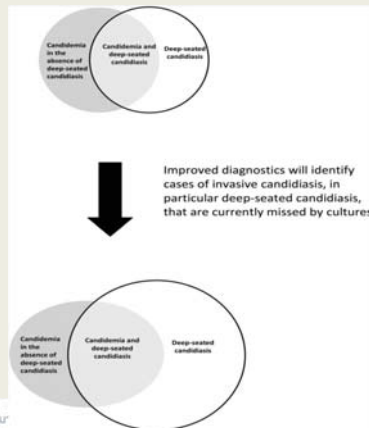 Candidemia
in the
absence of
deep-seated
candidiasis
Candidemia and
deep-seated
candidiasis
Deep-seated
candidiasis
Improved diagnostics will identify
cases of invasive candidiasis, in
particular deep-seated candidiasis,
that are currently missed by cultures
Candidemia
in the
absence of
deep-seated
candidiasis
Candidemia and
deep-seated
candidiasis
Deep-seated
candidiasis